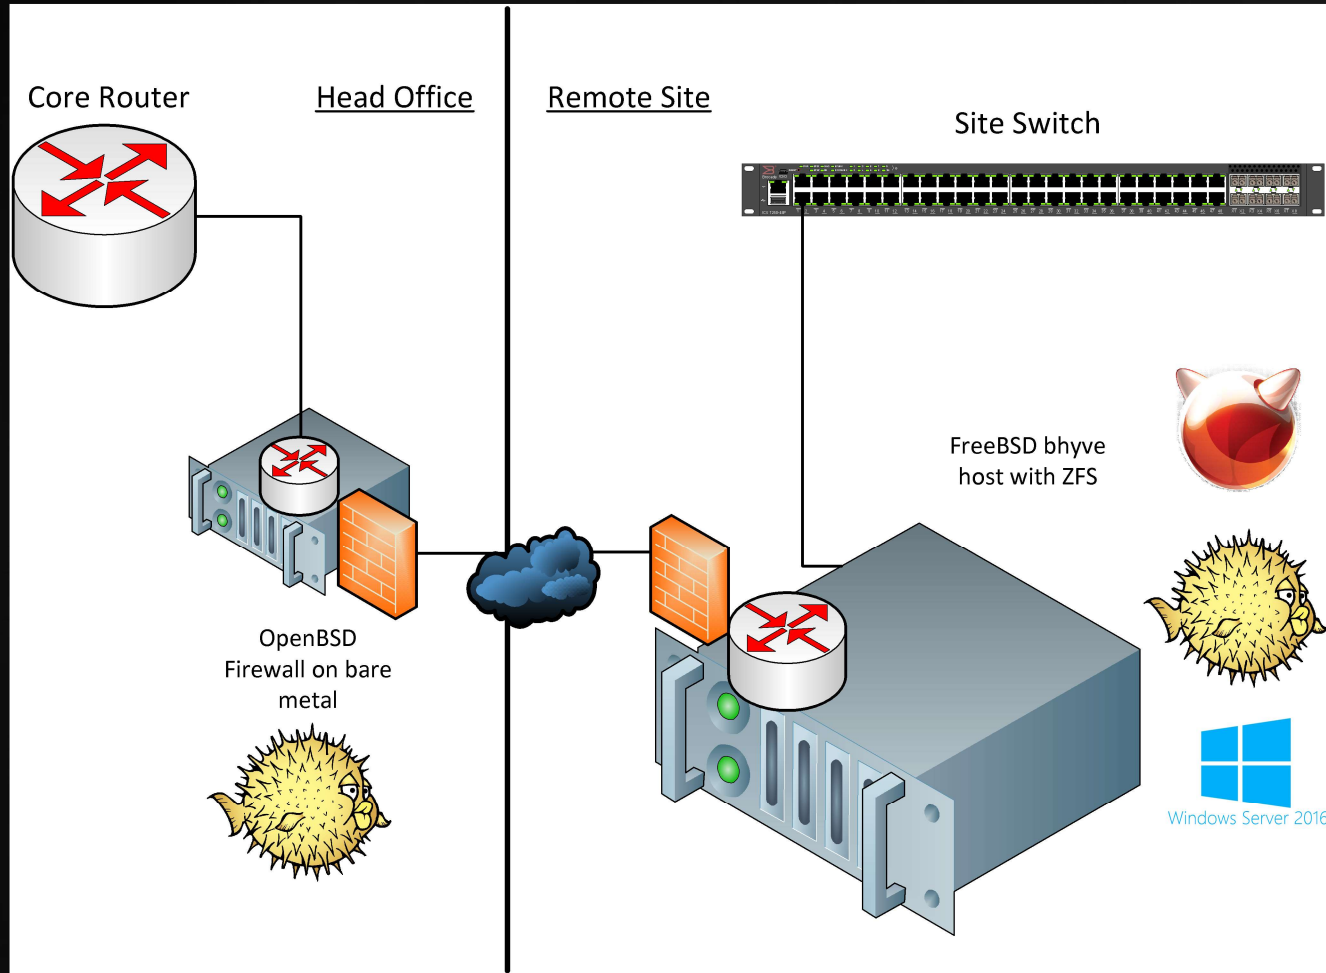 Core Router
Head Office
Remote Site
Site Switch
FreeBSD bhyve
host with ZFS
OpenBSD
Firewall on bare
metal
Windows Server 2016